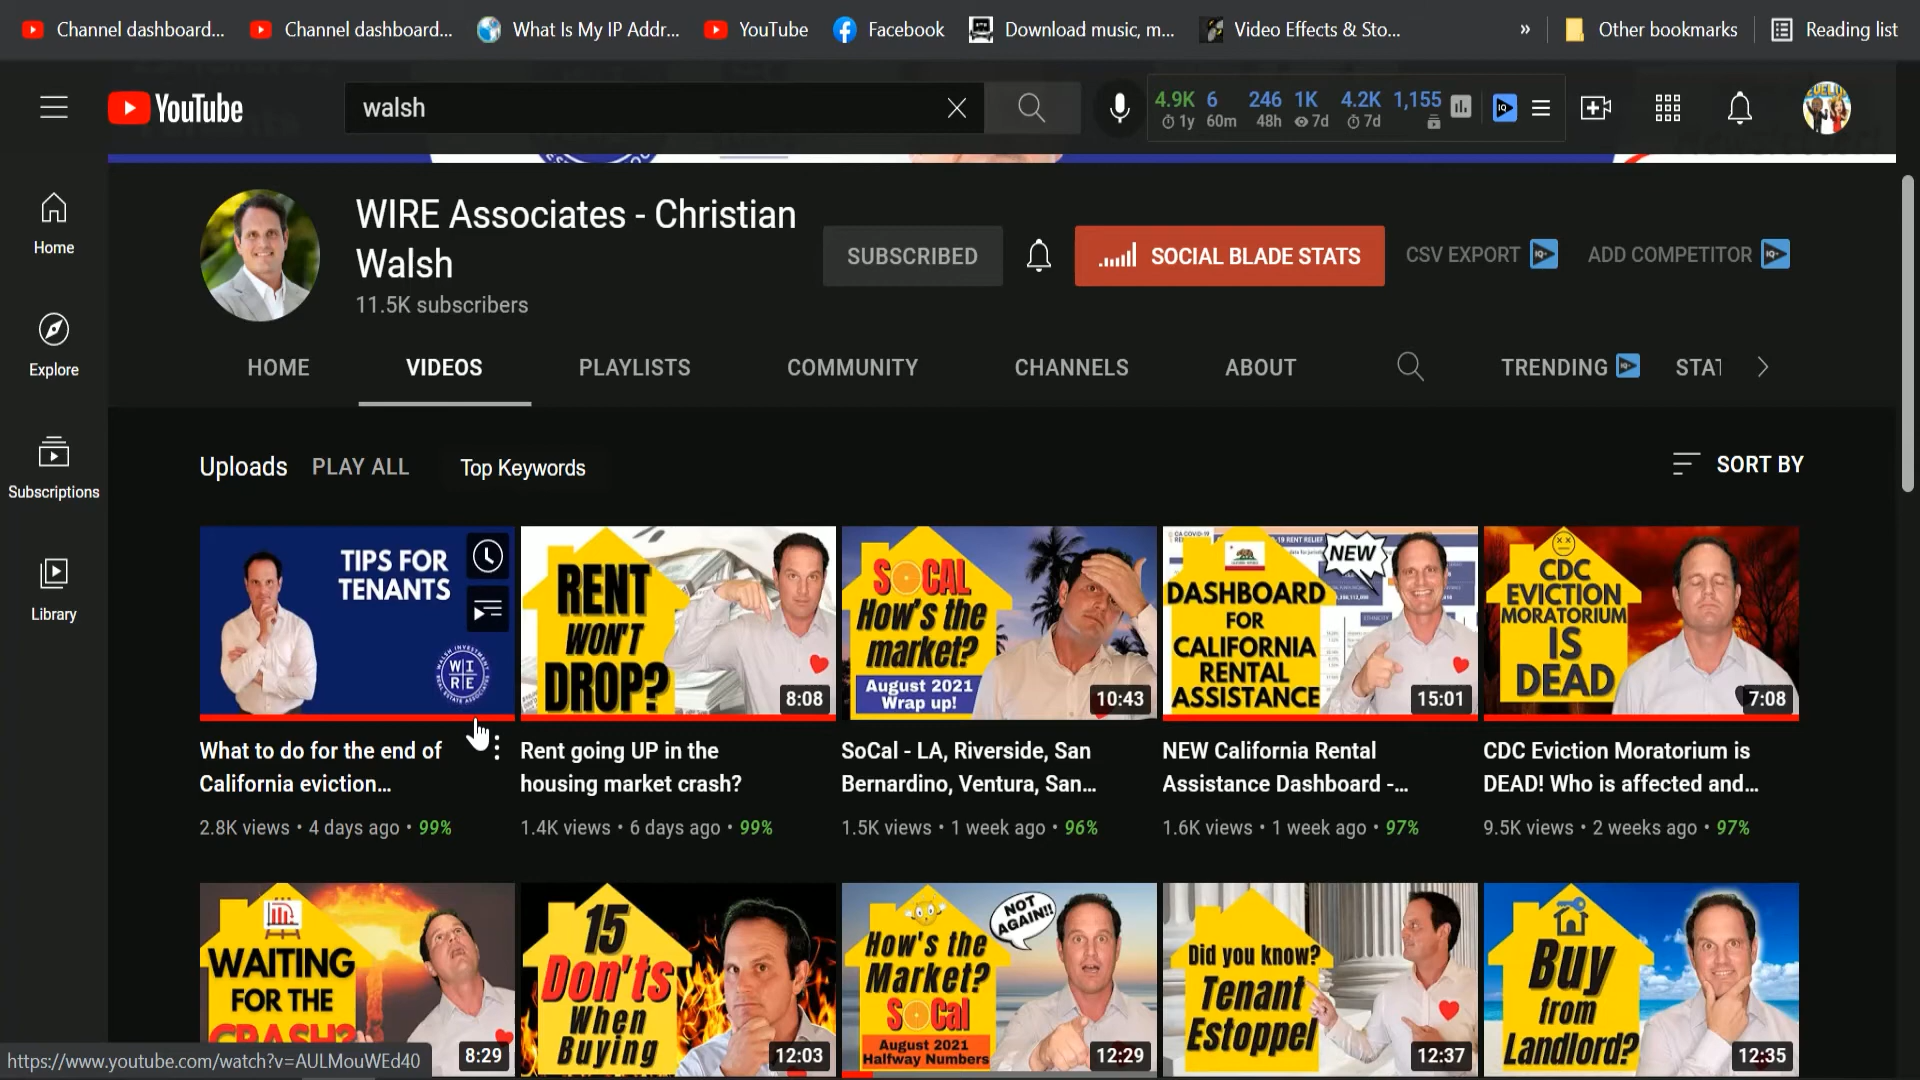 Channel dashboard...
Channel dashboard...
What Is My IP Addr...
YouTube
Facebook
Download music, m...
Video Effects & Sto...
»
Other bookmarks
Reading list
YouTube
walsh
4.9K 6 246 1K 4.2K 1,155
1y 60m 48h 7d 7d
IQ
Home
Explore
Subscriptions
Library
WIRE Associates - Christian
Walsh
11.5K subscribers
SUBSCRIBED
SOCIAL BLADE STATS
CSV EXPORT
ADD COMPETITOR
HOME
VIDEOS
PLAYLISTS
COMMUNITY
CHANNELS
ABOUT
TRENDING
STAT
Uploads
PLAY ALL
Top Keywords
SORT BY
TIPS FOR
TENANTS
WI
RE
What to do for the end of
California eviction...
2.8K views • 4 days ago • 99%
RENT
WON'T
DROP?
8:08
Rent going UP in the
housing market crash?
1.4K views • 6 days ago • 99%
SOCAL
How's the
market?
August 2021
Wrap up!
10:43
SoCal - LA, Riverside, San
Bernardino, Ventura, San...
1.5K views • 1 week ago • 96%
NEW
DASHBOARD
FOR
CALIFORNIA
RENTAL
ASSISTANCE
15:01
NEW California Rental
Assistance Dashboard -...
1.6K views • 1 week ago • 97%
CDC
EVICTION
MORATORIUM
IS
DEAD
7:08
CDC Eviction Moratorium is
DEAD! Who is affected and...
9.5K views • 2 weeks ago • 97%
WAITING
FOR THE
CRASH?
8:29
15
Don'ts
When
Buying
12:03
NOT
AGAIN!!
How's the
Market?
SoCal
August 2021
Halfway Numbers
12:29
Did you know?
Tenant
Estoppel
12:37
Buy
from
Landlord?
12:35
https://www.youtube.com/watch?v=AULMouWEd40